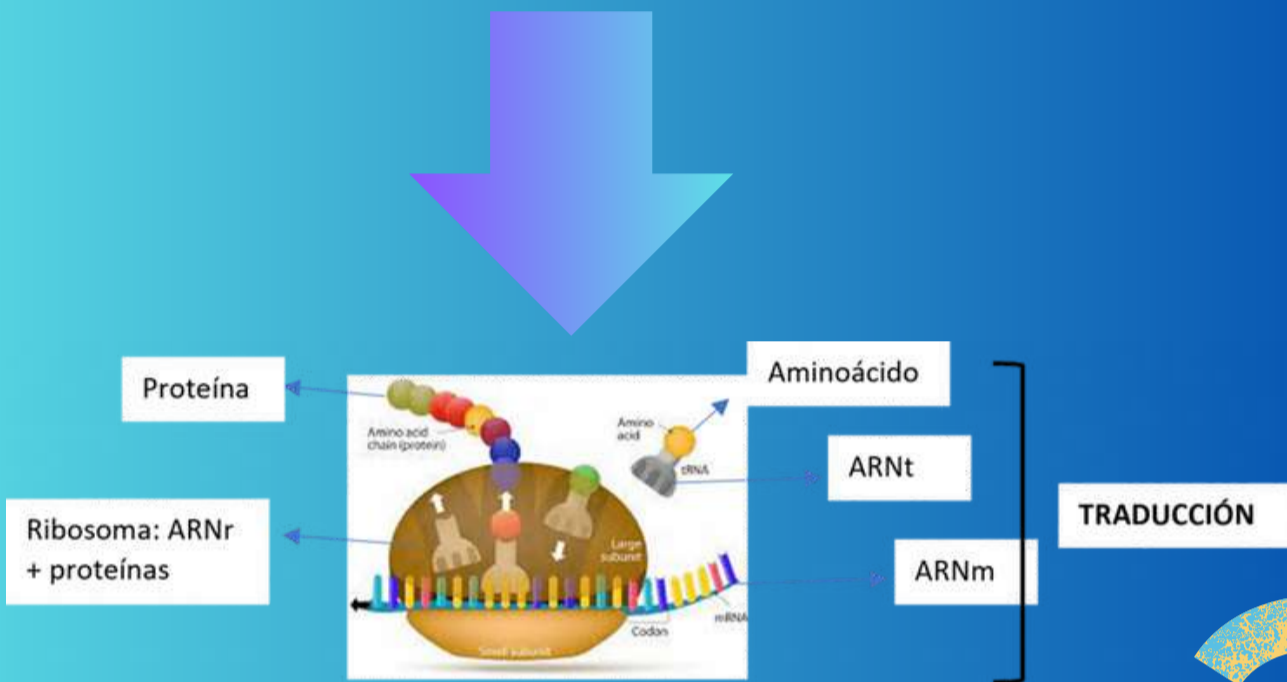 Proteína
Aminoácido
Amino acid
chain (protein)
Amino
acid
tRNA
ARNt
Ribosoma: ARNr
+ proteínas
TRADUCCIÓN
Large
subunit
ARNm
mRNA
Codon
Small subunit